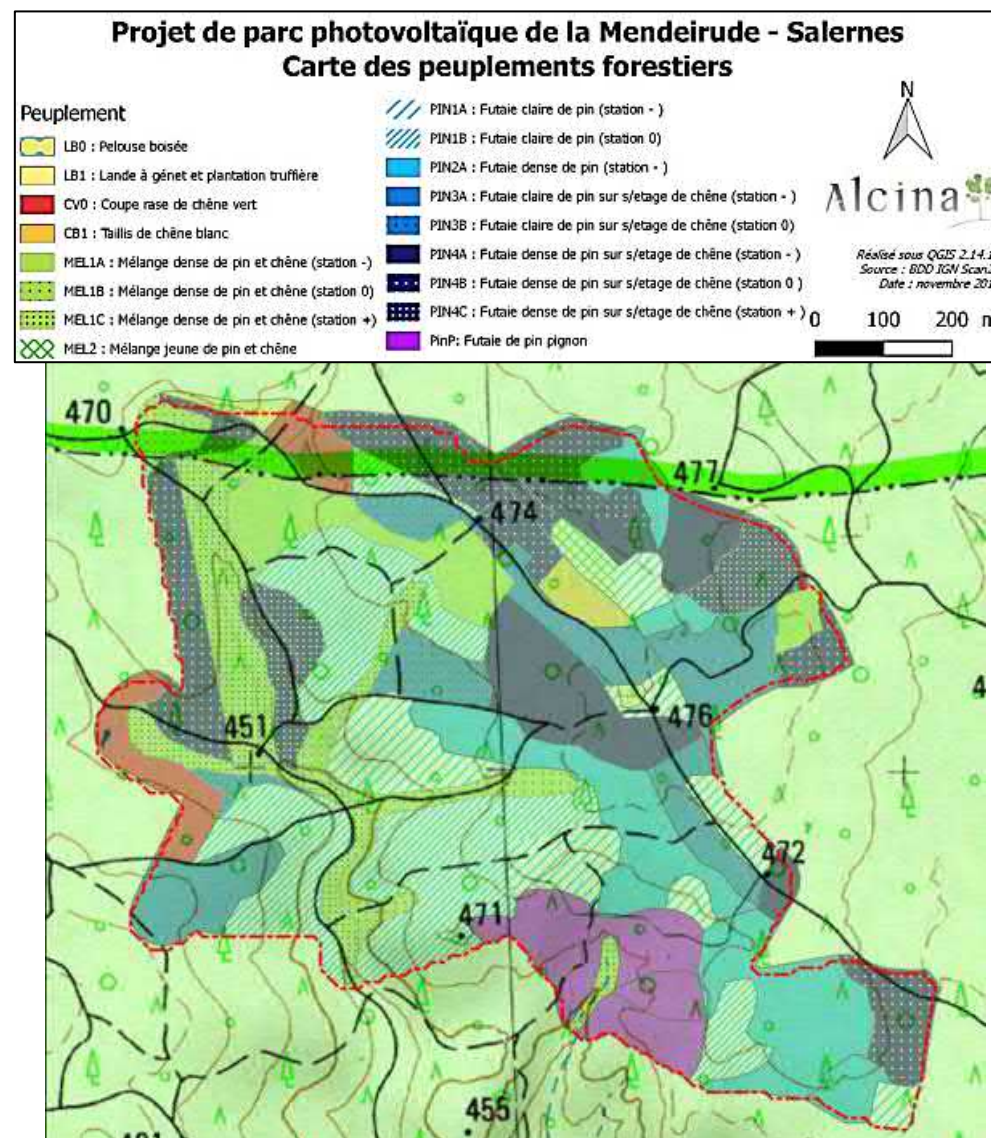 Projet de parc photovoltaïque de la Mendeirude - Salernes
Carte des peuplements forestiers
Peuplement
LB0 : Pelouse boisée
LB1 : Lande à génet et plantation truffière
CV0 : Coupe rase de chêne vert
CB1 : Taillis de chêne blanc
MEL1A : Mélange dense de pin et chêne (station -)
MEL1B : Mélange dense de pin et chêne (station 0)
MEL1C : Mélange dense de pin et chêne (station +)
MEL2 : Mélange jeune de pin et chêne
PIN1A : Futaie claire de pin (station - )
PIN1B : Futaie claire de pin (station 0)
PIN2A : Futaie dense de pin (station - )
PIN3A : Futaie claire de pin sur s/etage de chêne (station - )
PIN3B : Futaie claire de pin sur s/etage de chêne (station 0)
PIN4A : Futaie dense de pin sur s/etage de chêne (station - )
PIN4B : Futaie dense de pin sur s/etage de chêne (station 0 )
PIN4C : Futaie dense de pin sur s/etage de chêne (station + )
PinP: Futaie de pin pignon
N
Alcina
Réalisé sous QGIS 2.14.1
Source : BDD IGN
Date : novembre
0 100 200
470
477
474
451
476
472
471
455